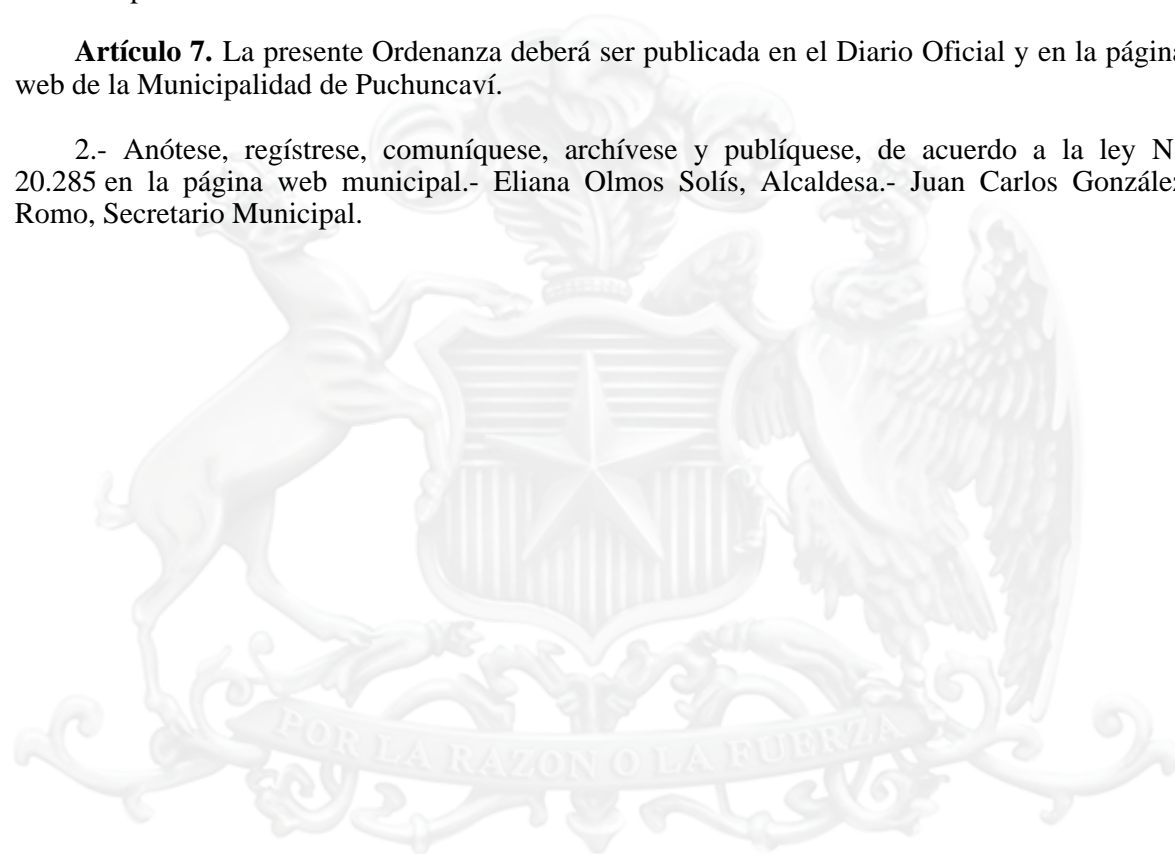 Artículo 7. La presente Ordenanza deberá ser publicada en el Diario Oficial y en la página
web de la Municipalidad de Puchuncaví.
2.- Anótese, regístrese, comuníquese, archívese y publíquese, de acuerdo a la ley N
20.285 en la página web municipal.- Eliana Olmos Solís, Alcaldesa.- Juan Carlos González
Romo, Secretario Municipal.
POR LA RAZON O LA FUERZA